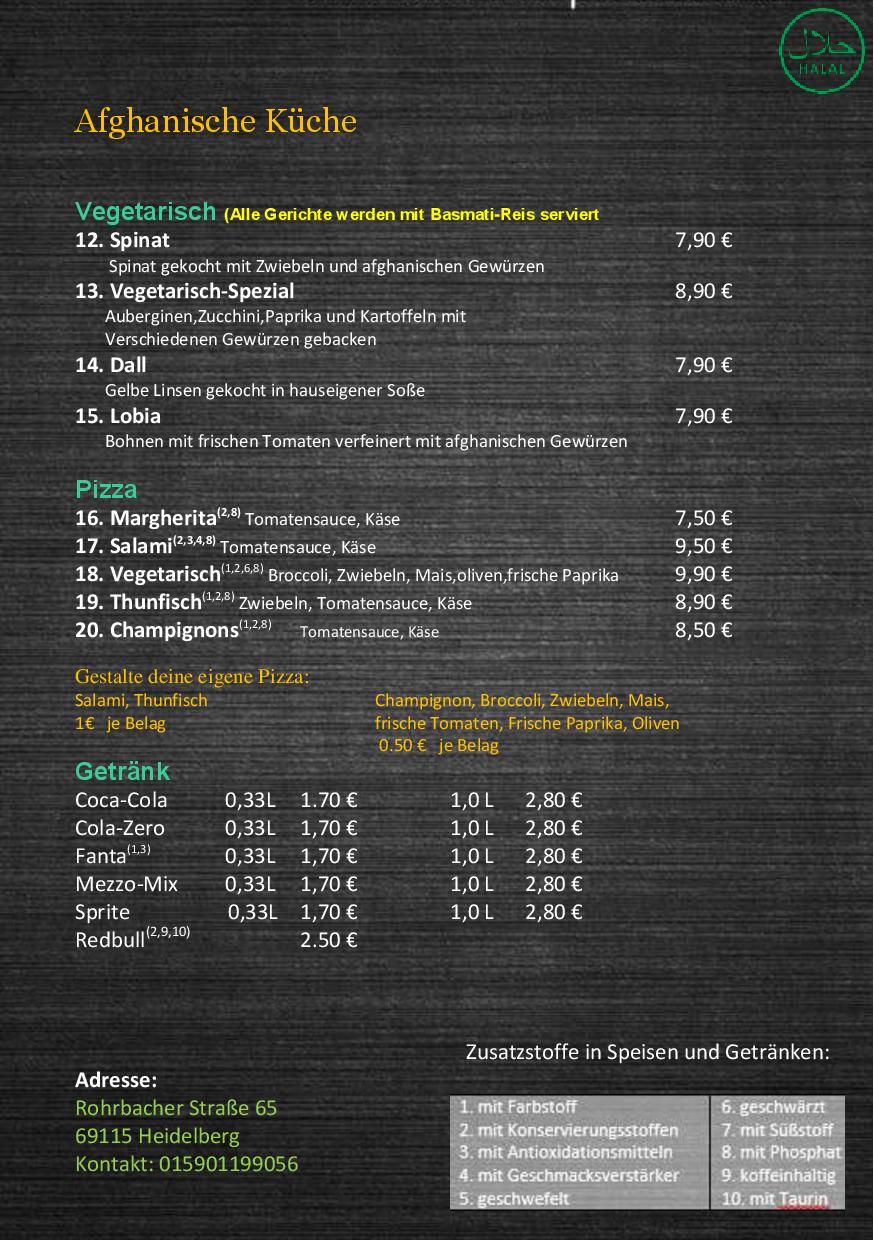 حلال
HALAL
Afghanische Küche
Vegetarisch (Alle Gerichte werden mit Basmati-Reis serviert
12. Spinat 7,90 €
Spinat gekocht mit Zwiebeln und afghanischen Gewürzen
13. Vegetarisch-Spezial 8,90 €
Auberginen,Zucchini,Paprika und Kartoffeln mit
Verschiedenen Gewürzen gebacken
14. Dall 7,90 €
Gelbe Linsen gekocht in hauseigener Soße
15. Lobia 7,90 €
Bohnen mit frischen Tomaten verfeinert mit afghanischen Gewürzen
Pizza
16. Margherita(2,8) Tomatensauce, Käse 7,50 €
17. Salami(2,3,4,8) Tomatensauce, Käse 9,50 €
18. Vegetarisch(1,2,6,8) Broccoli, Zwiebeln, Mais,oliven,frische Paprika 9,90 €
19. Thunfisch(1,2,8) Zwiebeln, Tomatensauce, Käse 8,90 €
20. Champignons(1,2,8) Tomatensauce, Käse 8,50 €
Gestalte deine eigene Pizza:
Salami, Thunfisch Champignon, Broccoli, Zwiebeln, Mais,
1€ je Belag frische Tomaten, Frische Paprika, Oliven
0.50 € je Belag
Getränk
Coca-Cola 0,33L 1.70 € 1,0 L 2,80 €
Cola-Zero 0,33L 1,70 € 1,0 L 2,80 €
Fanta(1,3) 0,33L 1,70 € 1,0 L 2,80 €
Mezzo-Mix 0,33L 1,70 € 1,0 L 2,80 €
Sprite 0,33L 1,70 € 1,0 L 2,80 €
Redbull(2,9,10) 2.50 €
Zusatzstoffe in Speisen und Getränken:
Adresse:
Rohrbacher Straße 65
69115 Heidelberg
Kontakt: 015901199056
1. mit Farbstoff 6. geschwärzt
2. mit Konservierungsstoffen 7. mit Süßstoff
3. mit Antioxidationsmitteln 8. mit Phosphat
4. mit Geschmacksverstärker 9. koffeinhaltig
5. geschwefelt 10. mit Taurin